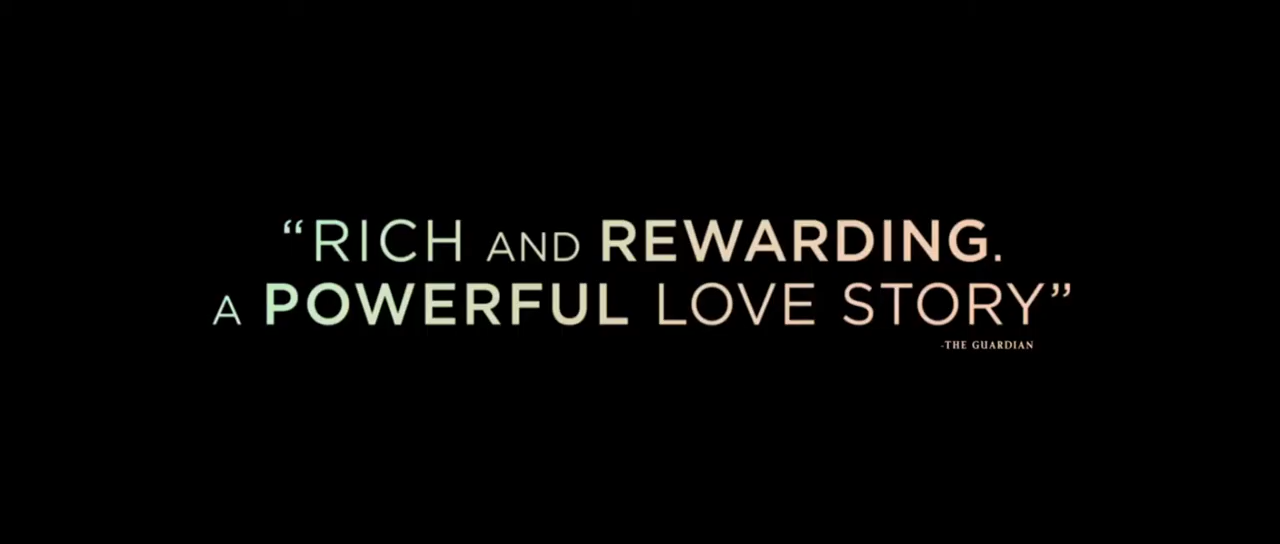 “RICH AND REWARDING.
A POWERFUL LOVE STORY”
-THE GUARDIAN